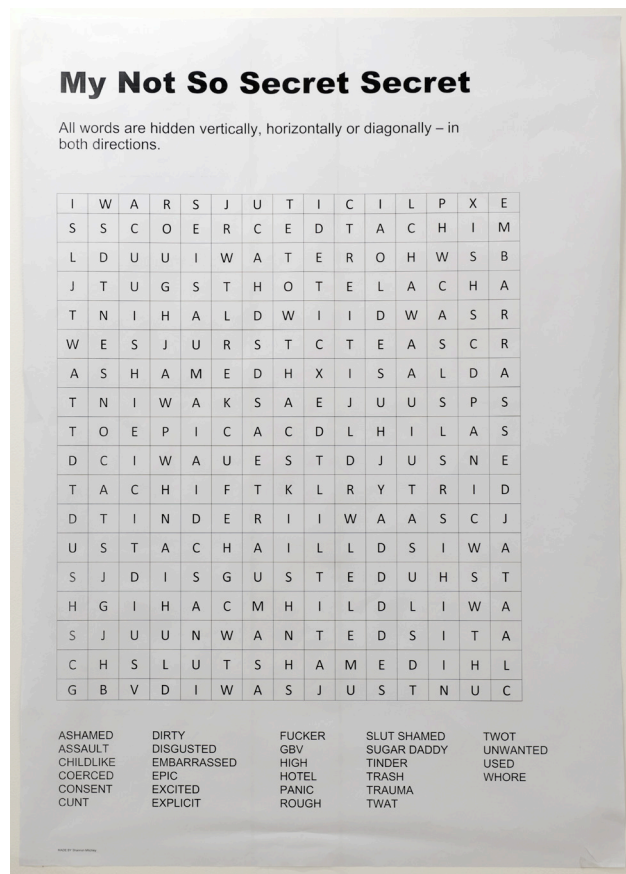 My Not So Secret Secret
All words are hidden vertically, horizontally or diagonally – in
both directions.
I W A R S J U T I C I L P X E
S S C O E R C E D T A C H I M
L D U U I W A T E R O H W S B
J T U G S T H O T E L A C H A
T N I H A L D W I I D W A S R
W E S J U R S T C T E A S C R
A S H A M E D H X I S A L D A
T N I W A K S A E J U U S P S
T O E P I C A C D L H I L A S
D C I W A U E S T D J U S N E
T A C H I F T K L R Y T R I D
D T I N D E R I I W A A S C J
U S T A C H A I L L D S I W A
S J D I S G U S T E D U H S T
H G I H A C M H I L D L I W A
S J U U N W A N T E D S I T A
C H S L U T S H A M E D I H L
G B V D I W A S J U S T N U C
ASHAMED DIRTY FUCKER SLUT SHAMED TWOT
ASSAULT DISGUSTED GBV SUGAR DADDY UNWANTED
CHILDLIKE EMBARRASSED HIGH TINDER USED
COERCED EPIC HOTEL TRASH WHORE
CONSENT EXCITED PANIC TRAUMA
CUNT EXPLICIT ROUGH TWAT